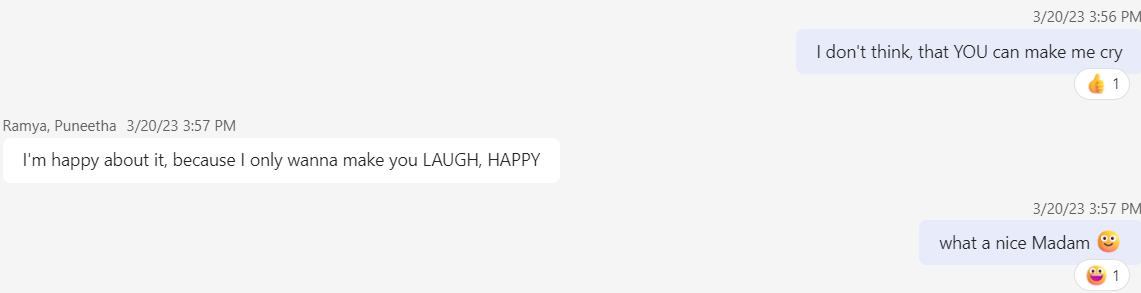 3/20/23 3:56 PM
I don't think, that YOU can make me cry
👍 1
Ramya, Puneetha 3/20/23 3:57 PM
I'm happy about it, because I only wanna make you LAUGH, HAPPY
3/20/23 3:57 PM
what a nice Madam 🙂
😀 1